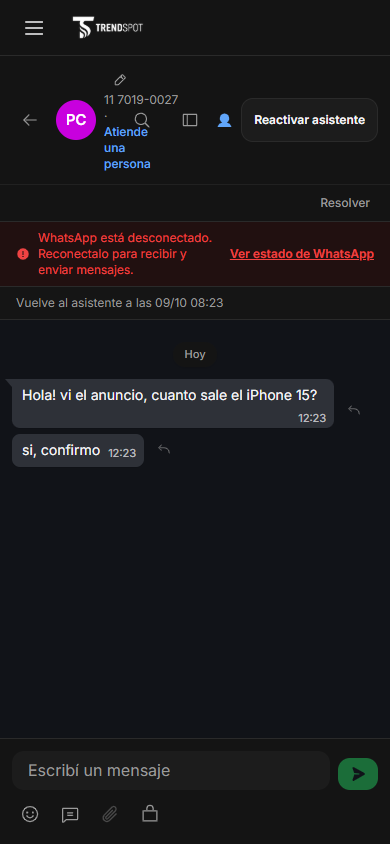 TRENDSPOT
PC
11 7019-0027
·
Atiende
una
persona
Reactivar asistente
Resolver
WhatsApp está desconectado.
Reconectalo para recibir y
enviar mensajes.
Ver estado de WhatsApp
Vuelve al asistente a las 09/10 08:23
Hoy
Hola! vi el anuncio, cuanto sale el iPhone 15?
12:23
si, confirmo 12:23
Escribí un mensaje